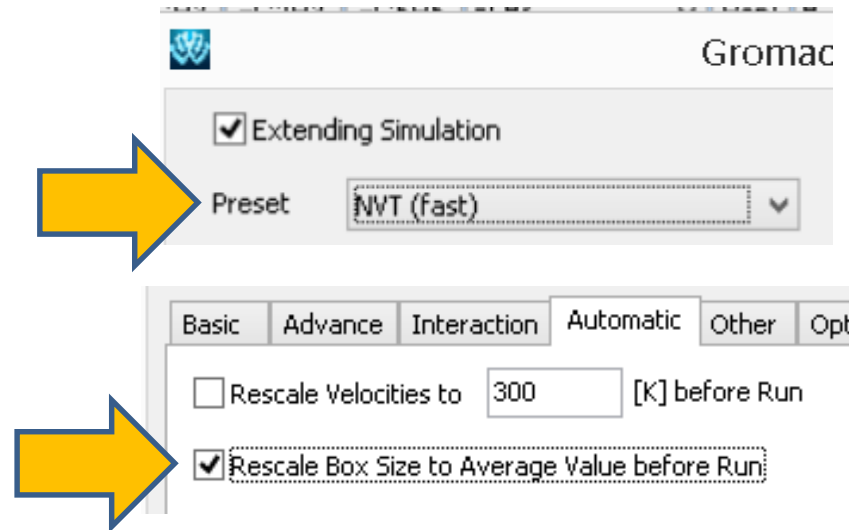 Gromac
Extending Simulation
Preset NVT (fast)
Basic Advance Interaction Automatic Other Opt
Rescale Velocities to 300 [K] before Run
Rescale Box Size to Average Value before Run